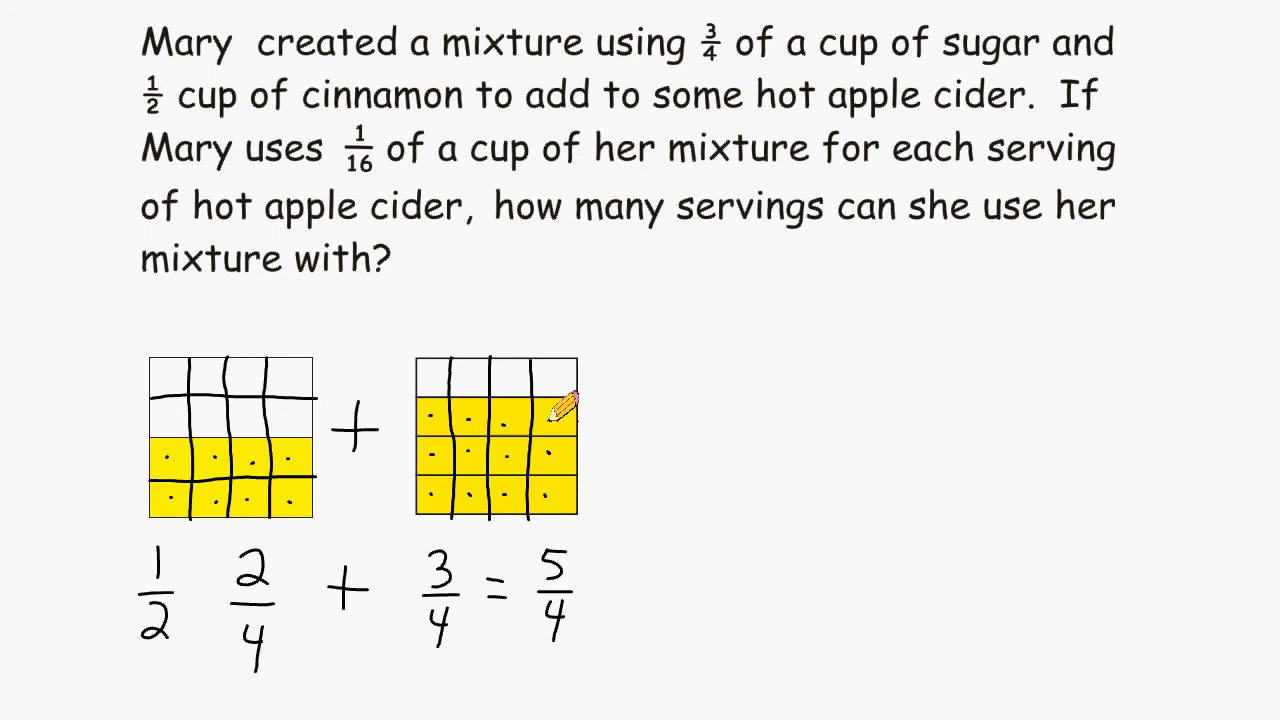 Mary created a mixture using 3/4 of a cup of sugar and
1/2 cup of cinnamon to add to some hot apple cider. If
Mary uses 1/16 of a cup of her mixture for each serving
of hot apple cider, how many servings can she use her
mixture with?
+
1/2 2/4 + 3/4 = 5/4